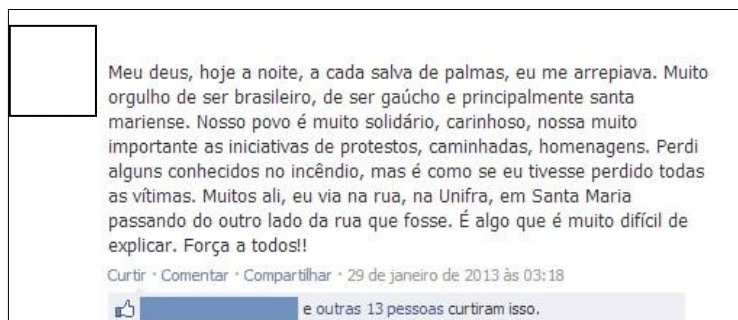 Meu deus, hoje a noite, a cada salva de palmas, eu me arrepiava. Muito
orgulho de ser brasileiro, de ser gaúcho e principalmente santa
mariense. Nosso povo é muito solidário, carinhoso, nossa muito
importante as iniciativas de protestos, caminhadas, homenagens. Perdi
alguns conhecidos no incêndio, mas é como se eu tivesse perdido todas
as vítimas. Muitos ali, eu via na rua, na Unifra, em Santa Maria
passando do outro lado da rua que fosse. É algo que é muito difícil de
explicar. Força a todos!!
Curtir · Comentar · Compartilhar · 29 de janeiro de 2013 às 03:18
e outras 13 pessoas curtiram isso.